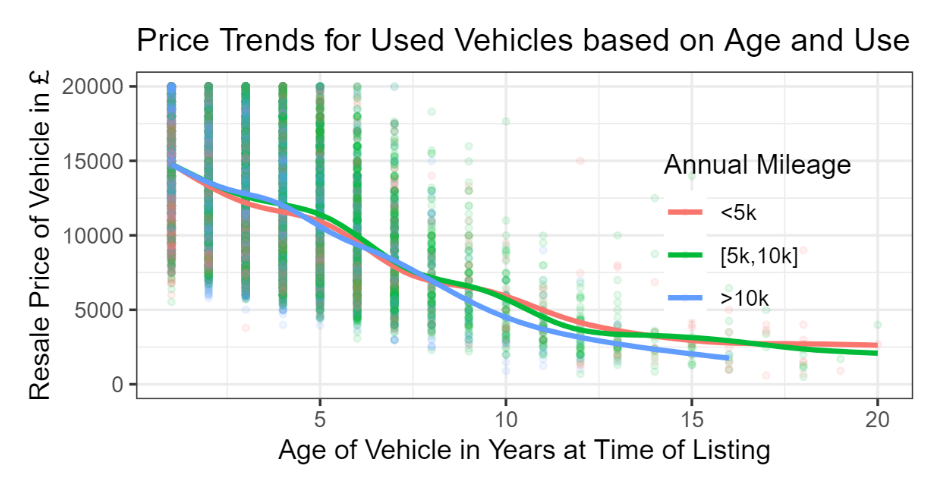 Price Trends for Used Vehicles based on Age and Use
Resale Price of Vehicle in £
20000
15000
10000
5000
0
Annual Mileage
<5k
[5k,10k]
>10k
5
10
15
20
Age of Vehicle in Years at Time of Listing